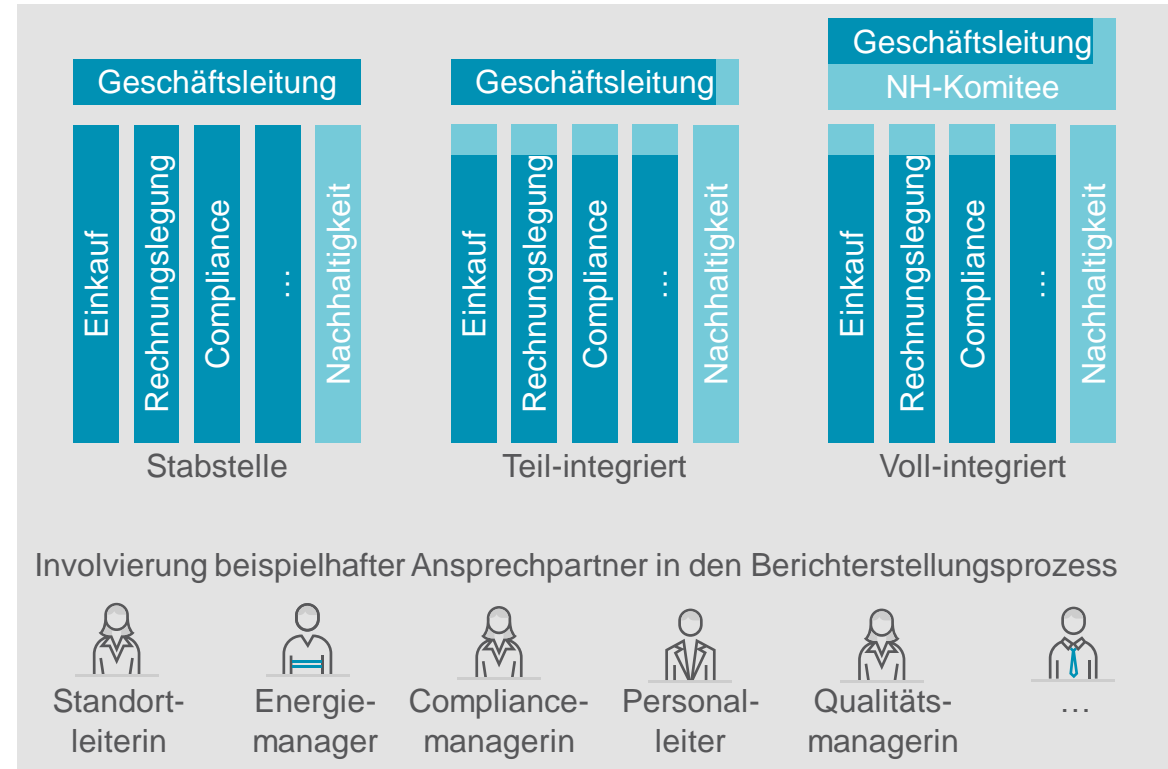 Geschäftsleitung
Einkauf
Rechnungslegung
Compliance
…
Nachhaltigkeit
Stabstelle
Geschäftsleitung
Einkauf
Rechnungslegung
Compliance
…
Nachhaltigkeit
Teil-integriert
Geschäftsleitung
NH-Komitee
Einkauf
Rechnungslegung
Compliance
…
Nachhaltigkeit
Voll-integriert
Involvierung beispielhafter Ansprechpartner in den Berichterstellungsprozess
Standort-
leiterin
Energie-
manager
Compliance-
managerin
Personal-
leiter
Qualitäts-
managerin
…